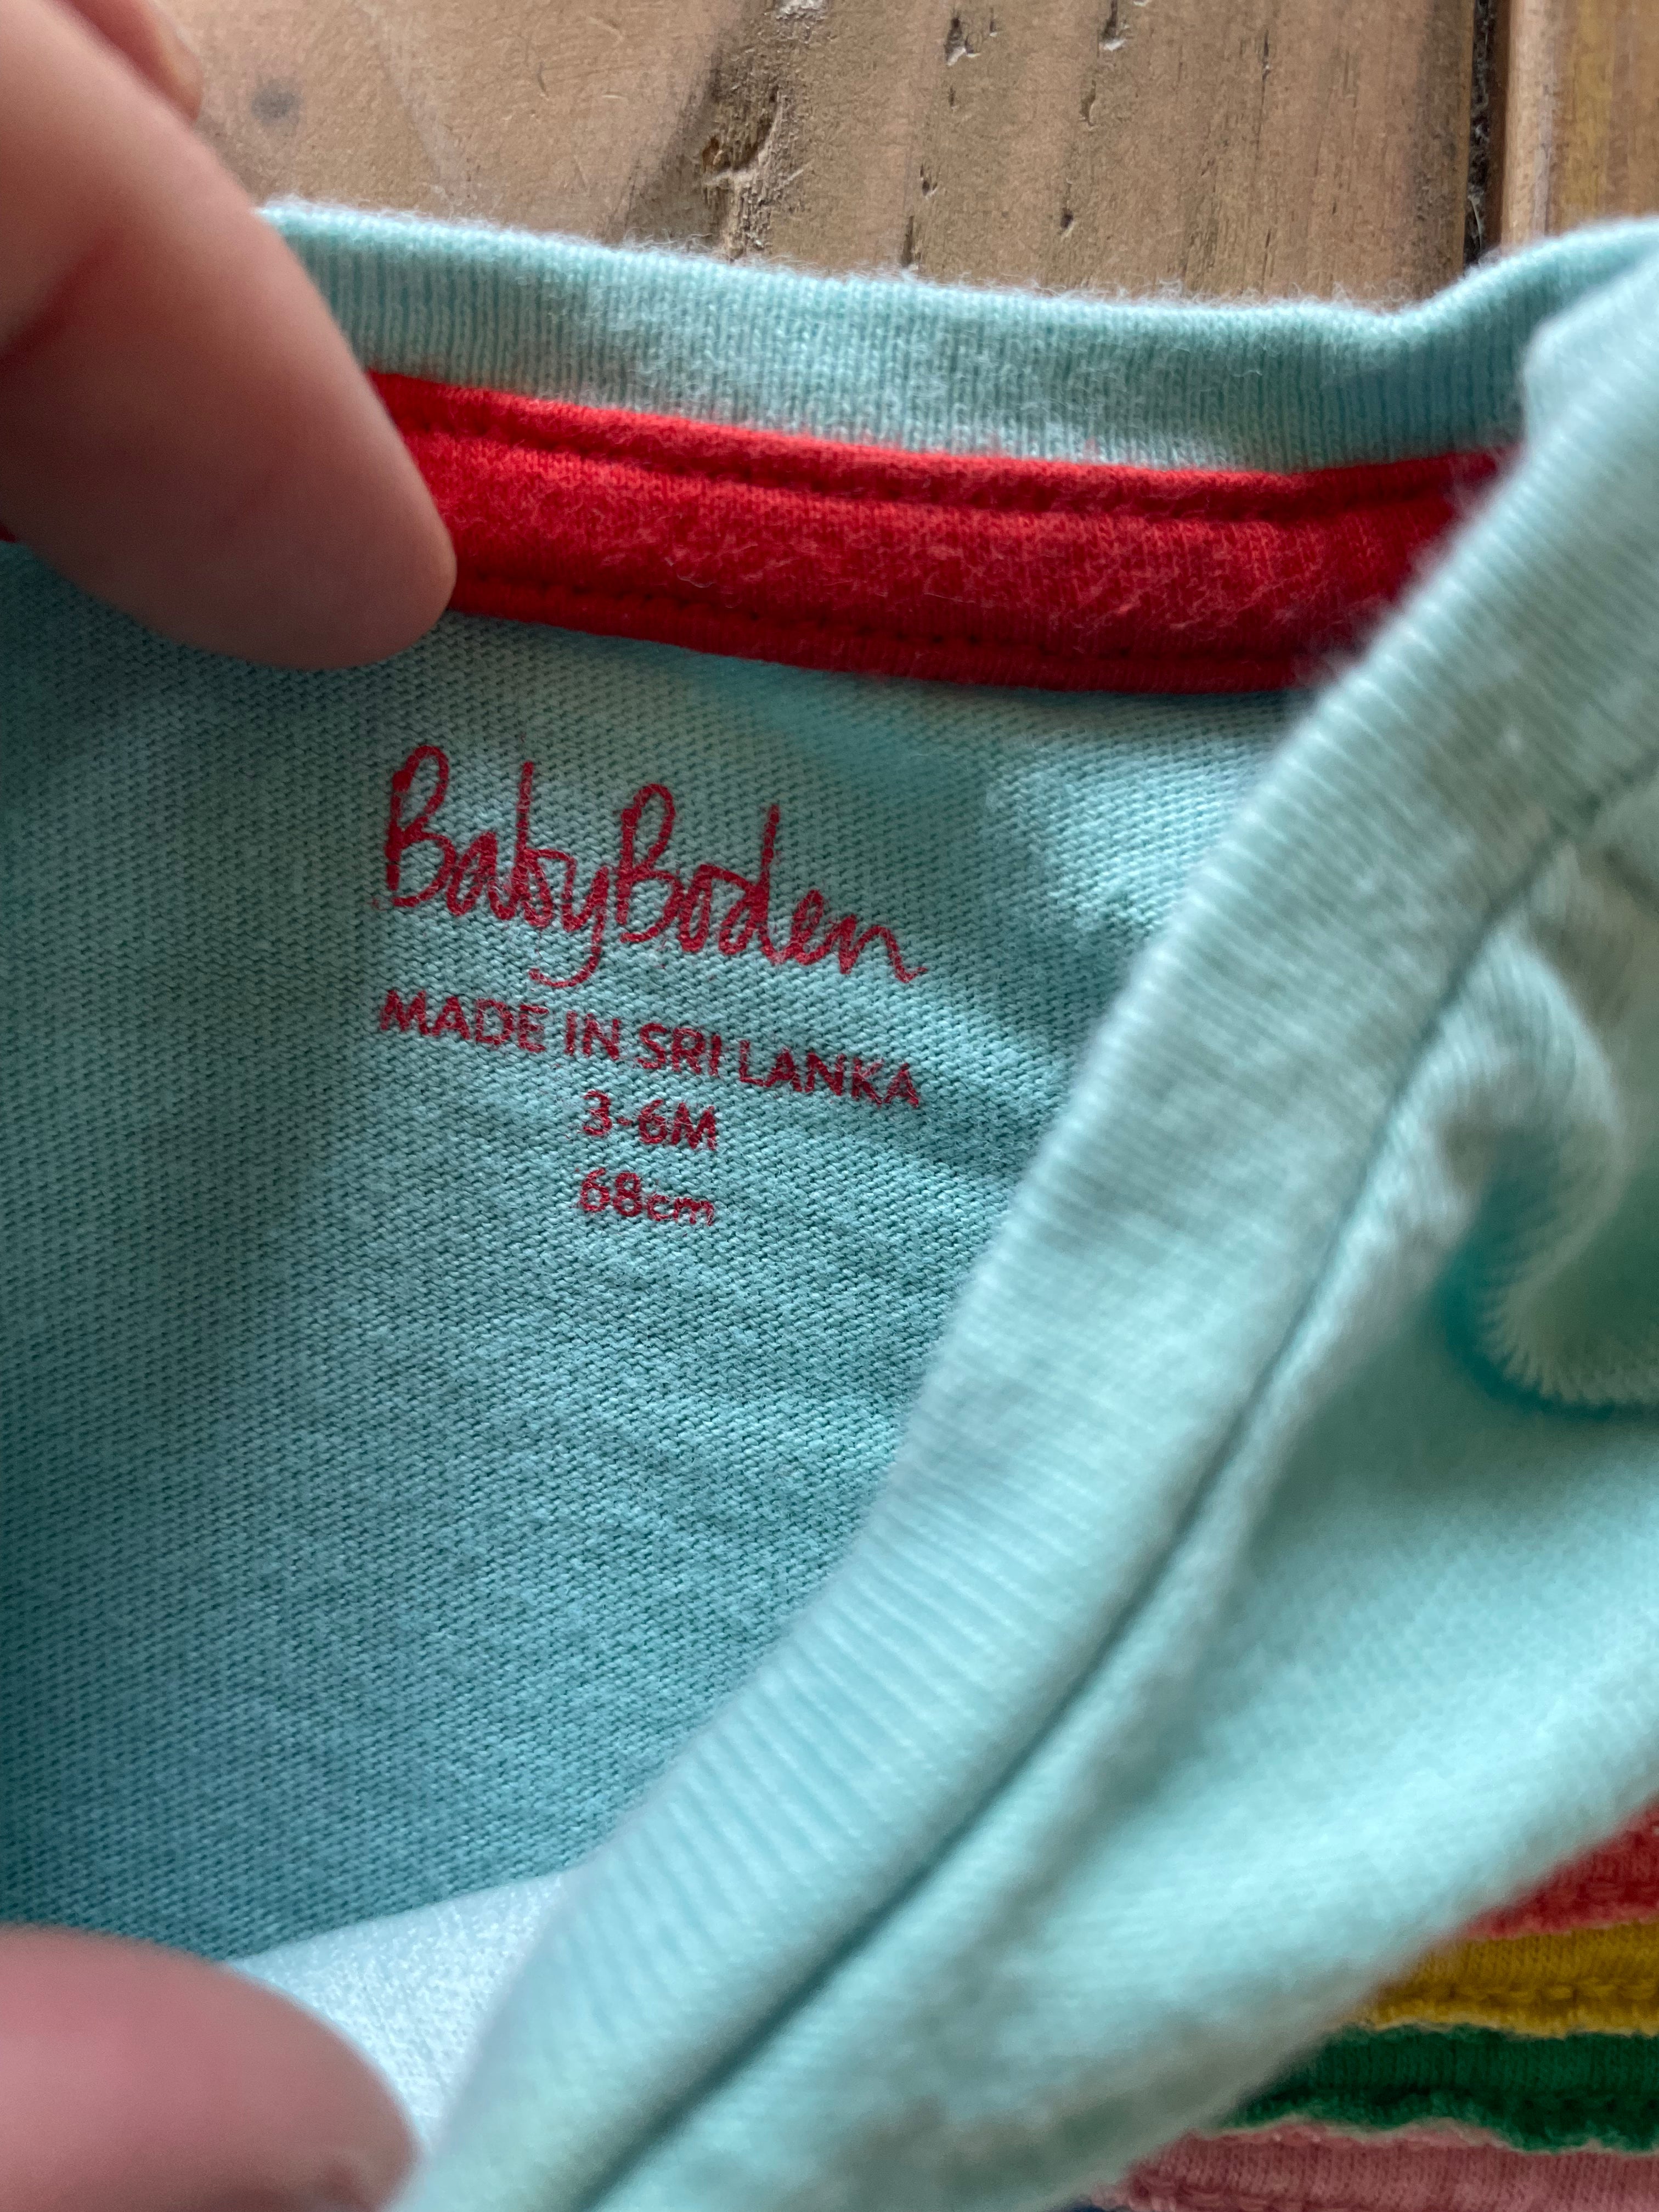 BabyBoden
MADE IN SRI LANKA
3-6M
68cm